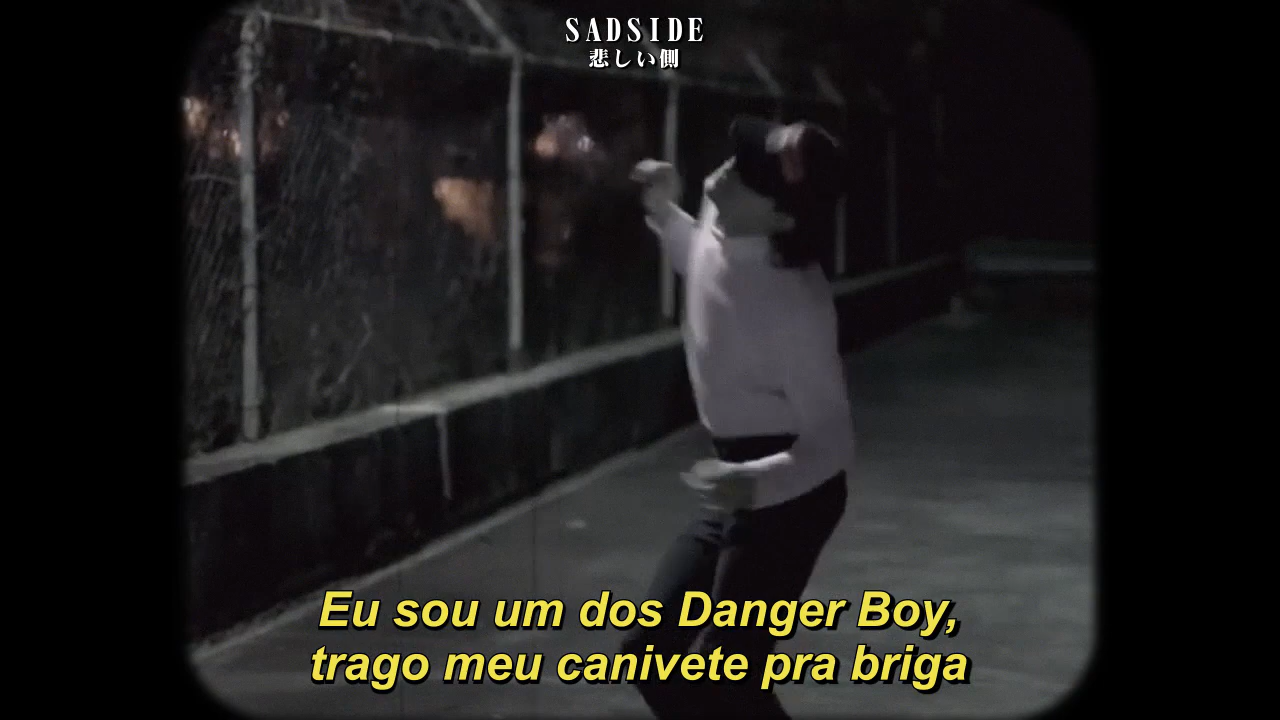 SADSIDE
悲しい側
Eu sou um dos Danger Boy,
trago meu canivete pra briga